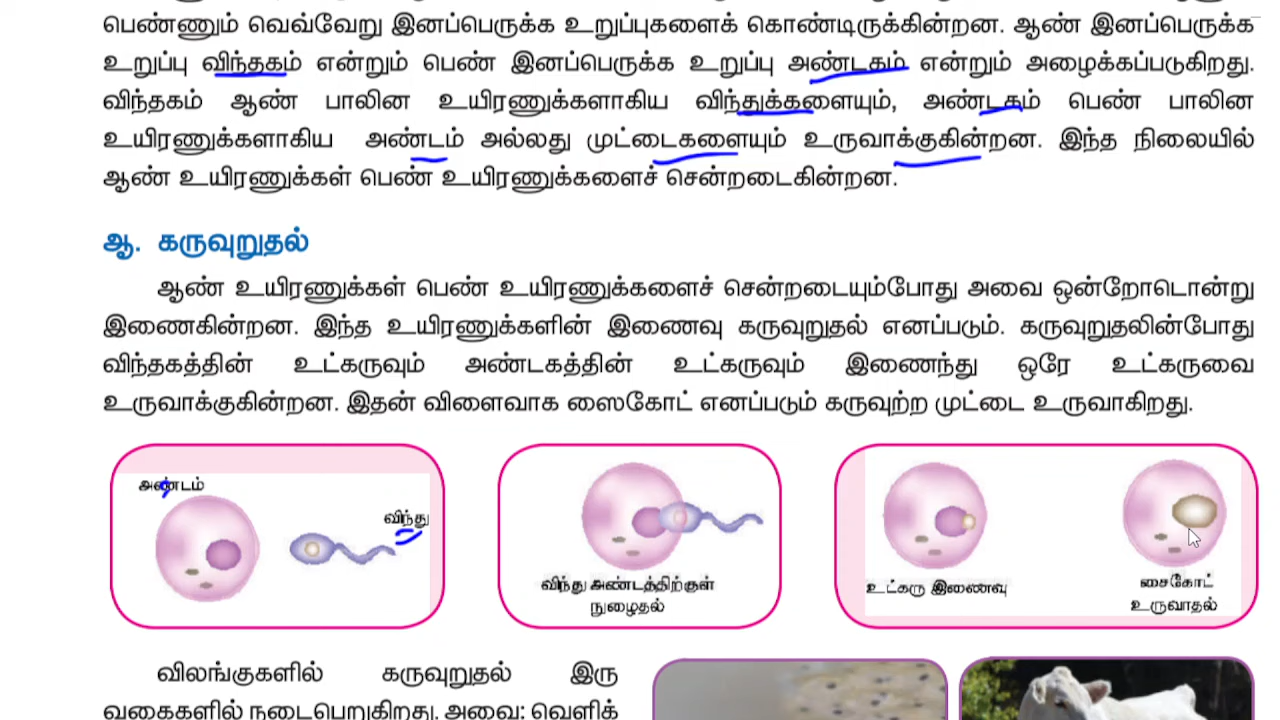 பெண்ணும் வெவ்வேறு இனப்பெருக்க உறுப்புகளைக் கொண்டிருக்கின்றன. ஆண் இனப்பெருக்க
உறுப்பு விந்தகம் என்றும் பெண் இனப்பெருக்க உறுப்பு அண்டகம் என்றும் அழைக்கப்படுகிறது.
விந்தகம் ஆண் பாலின உயிரணுக்களாகிய விந்துக்களையும், அண்டகம் பெண் பாலின
உயிரணுக்களாகிய அண்டம் அல்லது முட்டைகளையும் உருவாக்குகின்றன. இந்த நிலையில்
ஆண் உயிரணுக்கள் பெண் உயிரணுக்களைச் சென்றடைகின்றன.
ஆ. கருவுறுதல்
ஆண் உயிரணுக்கள் பெண் உயிரணுக்களைச் சென்றடையும்போது அவை ஒன்றோடொன்று
இணைகின்றன. இந்த உயிரணுக்களின் இணைவு கருவுறுதல் எனப்படும். கருவுறுதலின்போது
விந்தகத்தின் உட்கருவும் அண்டகத்தின் உட்கருவும் இணைந்து ஒரே உட்கருவை
உருவாக்குகின்றன. இதன் விளைவாக ஸைகோட் எனப்படும் கருவுற்ற முட்டை உருவாகிறது.
அண்டம்
விந்து
விந்து அண்டத்திற்குள்
நுழைதல்
உட்கரு இணைவு
சைகோட்
உருவாதல்
விலங்குகளில் கருவுறுதல் இரு
வகைகளில் நடைபெறுகிறது. அவை: வெளிக்